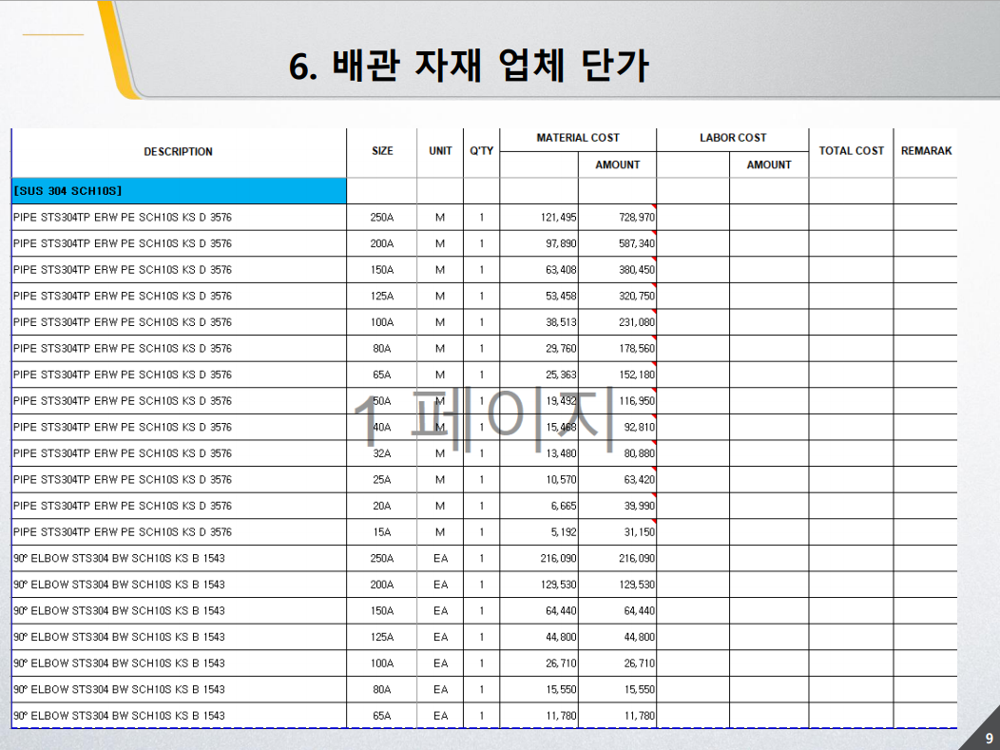 6. 배관 자재 업체 단가
DESCRIPTION SIZE UNIT Q'TY MATERIAL COST LABOR COST TOTAL COST REMARAK
AMOUNT AMOUNT
[SUS 304 SCH10S]
PIPE STS304TP ERW PE SCH10S KS D 3576 250A M 1 121,495 728,970
PIPE STS304TP ERW PE SCH10S KS D 3576 200A M 1 97,890 587,340
PIPE STS304TP ERW PE SCH10S KS D 3576 150A M 1 63,408 380,450
PIPE STS304TP ERW PE SCH10S KS D 3576 125A M 1 53,458 320,750
PIPE STS304TP ERW PE SCH10S KS D 3576 100A M 1 38,513 231,080
PIPE STS304TP ERW PE SCH10S KS D 3576 80A M 1 29,760 178,560
PIPE STS304TP ERW PE SCH10S KS D 3576 65A M 1 25,363 152,180
PIPE STS304TP ERW PE SCH10S KS D 3576 50A M 1 19,492 116,950
1 페이지
PIPE STS304TP ERW PE SCH10S KS D 3576 40A M 1 15,468 92,810
PIPE STS304TP ERW PE SCH10S KS D 3576 32A M 1 13,480 80,880
PIPE STS304TP ERW PE SCH10S KS D 3576 25A M 1 10,570 63,420
PIPE STS304TP ERW PE SCH10S KS D 3576 20A M 1 6,665 39,990
PIPE STS304TP ERW PE SCH10S KS D 3576 15A M 1 5,192 31,150
90° ELBOW STS304 BW SCH10S KS B 1543 250A EA 1 216,090 216,090
90° ELBOW STS304 BW SCH10S KS B 1543 200A EA 1 129,530 129,530
90° ELBOW STS304 BW SCH10S KS B 1543 150A EA 1 64,440 64,440
90° ELBOW STS304 BW SCH10S KS B 1543 125A EA 1 44,800 44,800
90° ELBOW STS304 BW SCH10S KS B 1543 100A EA 1 26,710 26,710
90° ELBOW STS304 BW SCH10S KS B 1543 80A EA 1 15,550 15,550
90° ELBOW STS304 BW SCH10S KS B 1543 65A EA 1 11,780 11,780
9